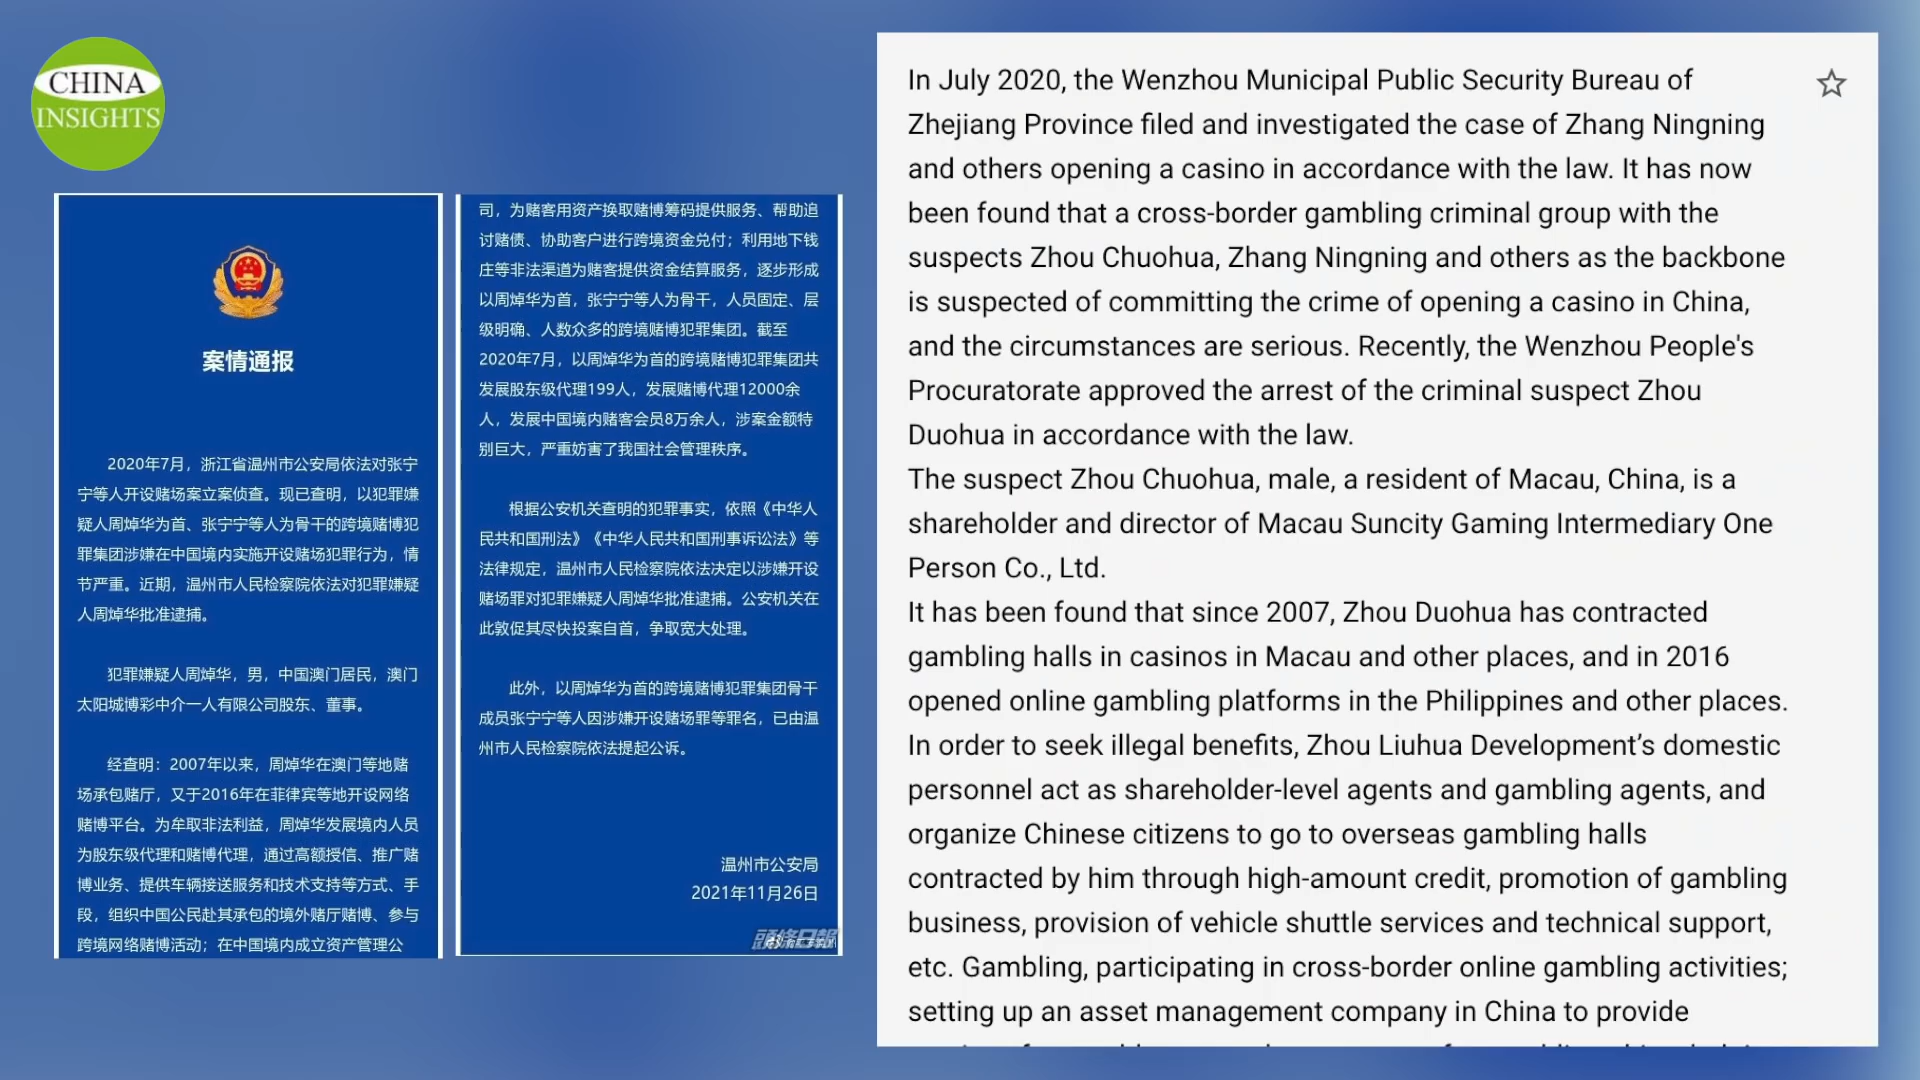 CHINA
INSIGHTS
案情通报
2020年7月，浙江省温州市公安局依法对张宁
宁等人开设赌场案立案侦查。现已查明，以犯罪嫌
疑人周焯华为首、张宁宁等人为骨干的跨境赌博犯
罪集团涉嫌在中国境内实施开设赌场犯罪行为，情
节严重。近期，温州市人民检察院依法对犯罪嫌疑
人周焯华批准逮捕。
犯罪嫌疑人周焯华，男，中国澳门居民，澳门
太阳城博彩中介一人有限公司股东、董事。
经查明：2007年以来，周焯华在澳门等地赌
场承包赌厅，又于2016年在菲律宾等地开设网络
赌博平台。为牟取非法利益，周焯华发展境内人员
为股东级代理和赌博代理，通过高额授信、推广赌
博业务、提供车辆接送服务和技术支持等方式、手
段，组织中国公民赴其承包的境外赌厅赌博、参与
跨境网络赌博活动；在中国境内成立资产管理公
司，为赌客用资产换取赌博筹码提供服务、帮助追
讨赌债、协助客户进行跨境资金兑付；利用地下钱
庄等非法渠道为赌客提供资金结算服务，逐步形成
以周焯华为首，张宁宁等人为骨干，人员固定、层
级明确、人数众多的跨境赌博犯罪集团。截至
2020年7月，以周焯华为首的跨境赌博犯罪集团共
发展股东级代理199人，发展赌博代理12000余
人，发展中国境内赌客会员8万余人，涉案金额特
别巨大，严重妨害了我国社会管理秩序。
根据公安机关查明的犯罪事实，依照《中华人
民共和国刑法》《中华人民共和国刑事诉讼法》等
法律规定，温州市人民检察院依法决定以涉嫌开设
赌场罪对犯罪嫌疑人周焯华批准逮捕。公安机关在
此敦促其尽快投案自首，争取宽大处理。
此外，以周焯华为首的跨境赌博犯罪集团骨干
成员张宁宁等人因涉嫌开设赌场罪等罪名，已由温
州市人民检察院依法提起公诉。
温州市公安局
2021年11月26日
頭條日報
In July 2020, the Wenzhou Municipal Public Security Bureau of
Zhejiang Province filed and investigated the case of Zhang Ningning
and others opening a casino in accordance with the law. It has now
been found that a cross-border gambling criminal group with the
suspects Zhou Chuohua, Zhang Ningning and others as the backbone
is suspected of committing the crime of opening a casino in China,
and the circumstances are serious. Recently, the Wenzhou People's
Procuratorate approved the arrest of the criminal suspect Zhou
Duohua in accordance with the law.
The suspect Zhou Chuohua, male, a resident of Macau, China, is a
shareholder and director of Macau Suncity Gaming Intermediary One
Person Co., Ltd.
It has been found that since 2007, Zhou Duohua has contracted
gambling halls in casinos in Macau and other places, and in 2016
opened online gambling platforms in the Philippines and other places.
In order to seek illegal benefits, Zhou Liuhua Development's domestic
personnel act as shareholder-level agents and gambling agents, and
organize Chinese citizens to go to overseas gambling halls
contracted by him through high-amount credit, promotion of gambling
business, provision of vehicle shuttle services and technical support,
etc. Gambling, participating in cross-border online gambling activities;
setting up an asset management company in China to provide